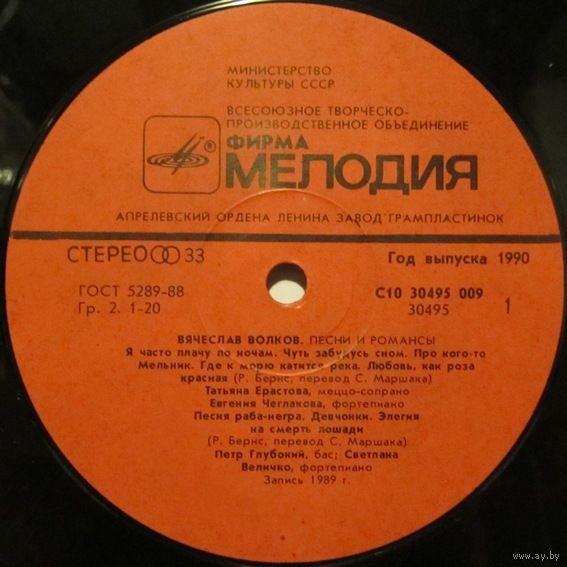 МИНИСТЕРСТВО
КУЛЬТУРЫ СССР
ВСЕСОЮЗНОЕ ТВОРЧЕСКО-
ПРОИЗВОДСТВЕННОЕ ОБЪЕДИНЕНИЕ
®
ФИРМА
МЕЛОДИЯ
АПРЕЛЕВСКИЙ ОРДЕНА ЛЕНИНА ЗАВОД ГРАМПЛАСТИНОК
СТЕРЕО 33
Год выпуска 1990
ГОСТ 5289-88
Гр. 2. 1-20
С10 30495 009
30495
1
ВЯЧЕСЛАВ ВОЛКОВ. ПЕСНИ И РОМАНСЫ
Я часто плачу по ночам. Чуть забудусь сном. Про кого-то
Мельник. Где к морю катится река. Любовь, как роза
красная (Р. Бернс, перевод С. Маршака)
Татьяна Ерастова, меццо-сопрано
Евгения Чеглакова, фортепиано
Песня раба-негра. Девчонки. Элегия
на смерть лошади
(Р. Бернс, перевод С. Маршака)
Петр Глубокий, бас; Светлана
Величко, фортепиано
Запись 1989 г.
www.ay.by